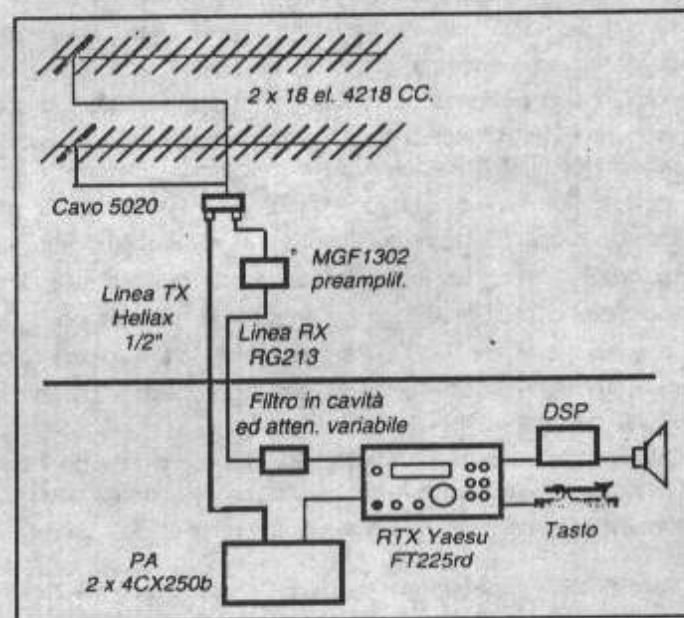 2 x 18 el. 4218 CC.
Cavo 5020
MGF1302
preamplif.
Linea TX
Heliax
1/2"
Linea RX
RG213
Filtro in cavità
ed atten. variabile
DSP
RTX Yaesu
FT225rd
Tasto
PA
2 x 4CX250b